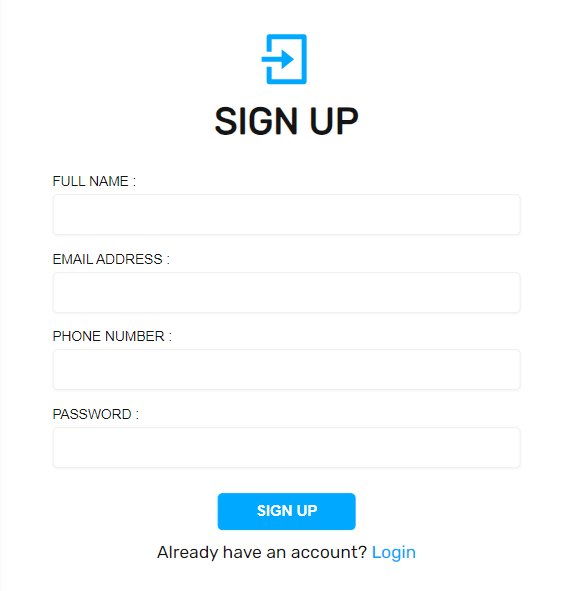 SIGN UP
FULL NAME :
EMAIL ADDRESS :
PHONE NUMBER :
PASSWORD :
SIGN UP
Already have an account? Login